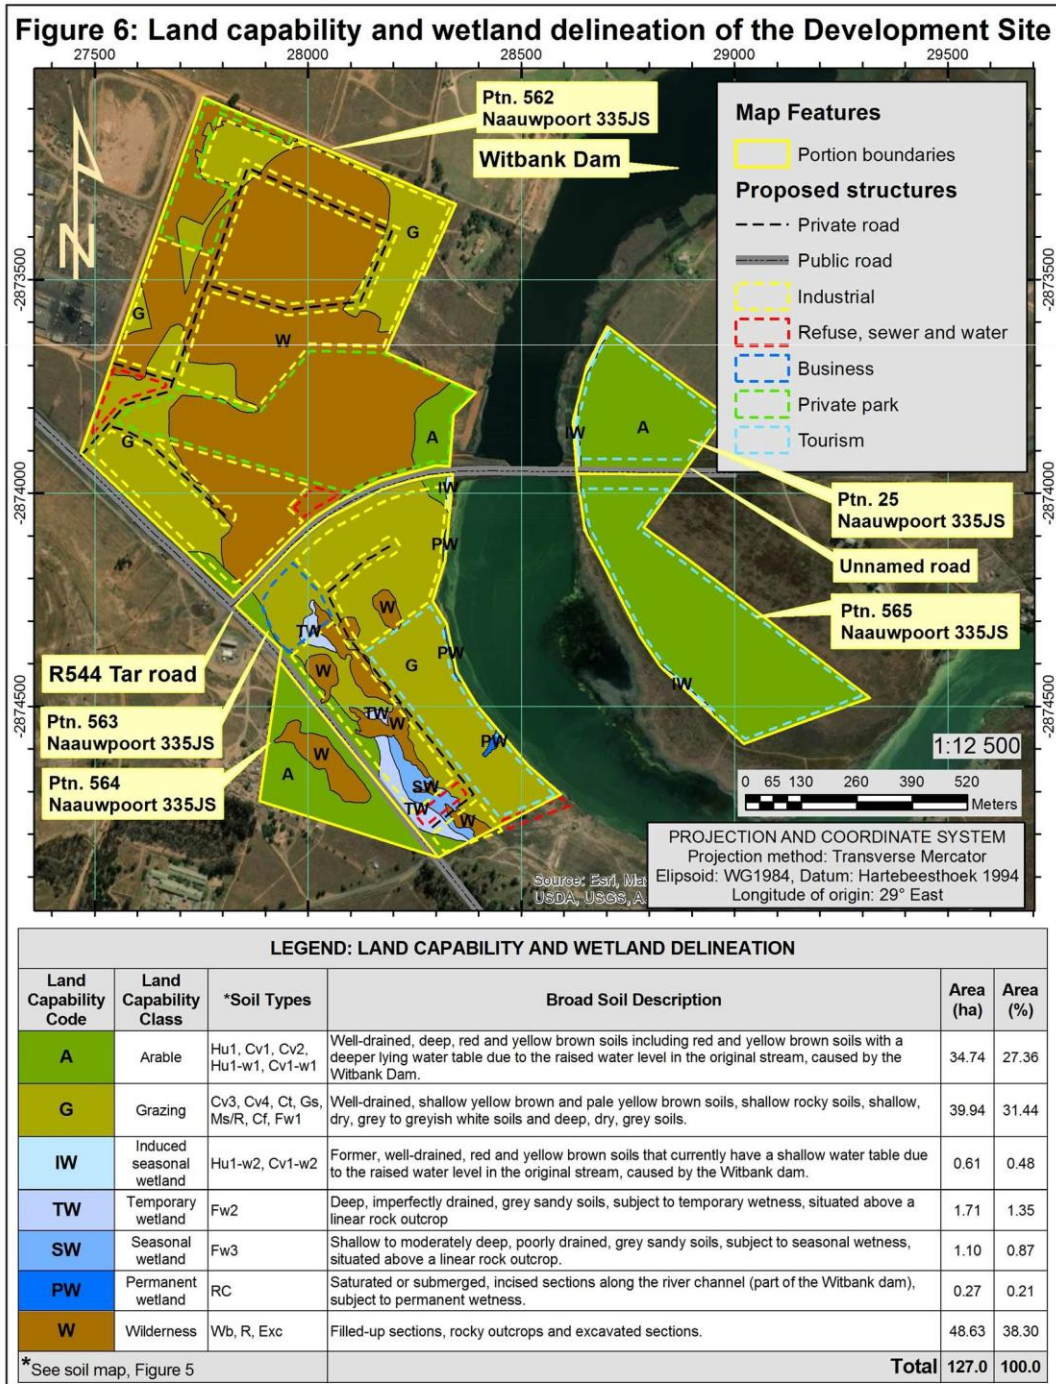 Figure 6: Land capability and wetland delineation of the Development Site
27500 28000 28500 29000 29500
Ptn. 562
Naauwpoort 335JS
Witbank Dam
N
Map Features
Portion boundaries
Proposed structures
Private road
Public road
Industrial
Refuse, sewer and water
Business
Private park
Tourism
-2873500 -2873500
-2874000 -2874000
-2874500 -2874500
G
G
W
A
IW
A
G
IW
PW
W
TW
G
PW
W
TW
W
IW
PW
W
A
SW
TW
W
Ptn. 25
Naauwpoort 335JS
Unnamed road
Ptn. 565
Naauwpoort 335JS
R544 Tar road
Ptn. 563
Naauwpoort 335JS
Ptn. 564
Naauwpoort 335JS
1:12 500
0 65 130 260 390 520
Meters
PROJECTION AND COORDINATE SYSTEM
Projection method: Transverse Mercator
Elipsoid: WG1984, Datum: Hartebeesthoek 1994
Longitude of origin: 29° East
Source: Esri,
USDA, USGS,
LEGEND: LAND CAPABILITY AND WETLAND DELINEATION
Land Capability Code Land Capability Class *Soil Types Broad Soil Description Area (ha) Area (%)
A Arable Hu1, Cv1, Cv2, Hu1-w1, Cv1-w1 Well-drained, deep, red and yellow brown soils including red and yellow brown soils with a deeper lying water table due to the raised water level in the original stream, caused by the Witbank Dam. 34.74 27.36
G Grazing Cv3, Cv4, Ct, Gs, Ms/R, Cf, Fw1 Well-drained, shallow yellow brown and pale yellow brown soils, shallow rocky soils, shallow, dry, grey to greyish white soils and deep, dry, grey soils. 39.94 31.44
IW Induced seasonal wetland Hu1-w2, Cv1-w2 Former, well-drained, red and yellow brown soils that currently have a shallow water table due to the raised water level in the original stream, caused by the Witbank dam. 0.61 0.48
TW Temporary wetland Fw2 Deep, imperfectly drained, grey sandy soils, subject to temporary wetness, situated above a linear rock outcrop 1.71 1.35
SW Seasonal wetland Fw3 Shallow to moderately deep, poorly drained, grey sandy soils, subject to seasonal wetness, situated above a linear rock outcrop. 1.10 0.87
PW Permanent wetland RC Saturated or submerged, incised sections along the river channel (part of the Witbank dam), subject to permanent wetness. 0.27 0.21
W Wilderness Wb, R, Exc Filled-up sections, rocky outcrops and excavated sections. 48.63 38.30
*See soil map, Figure 5 Total 127.0 100.0